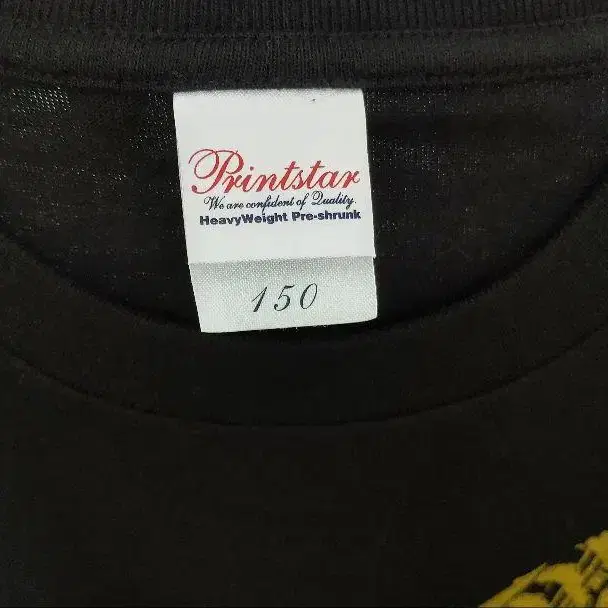 Printstar
We are confident of Quality.
HeavyWeight Pre-shrunk
150